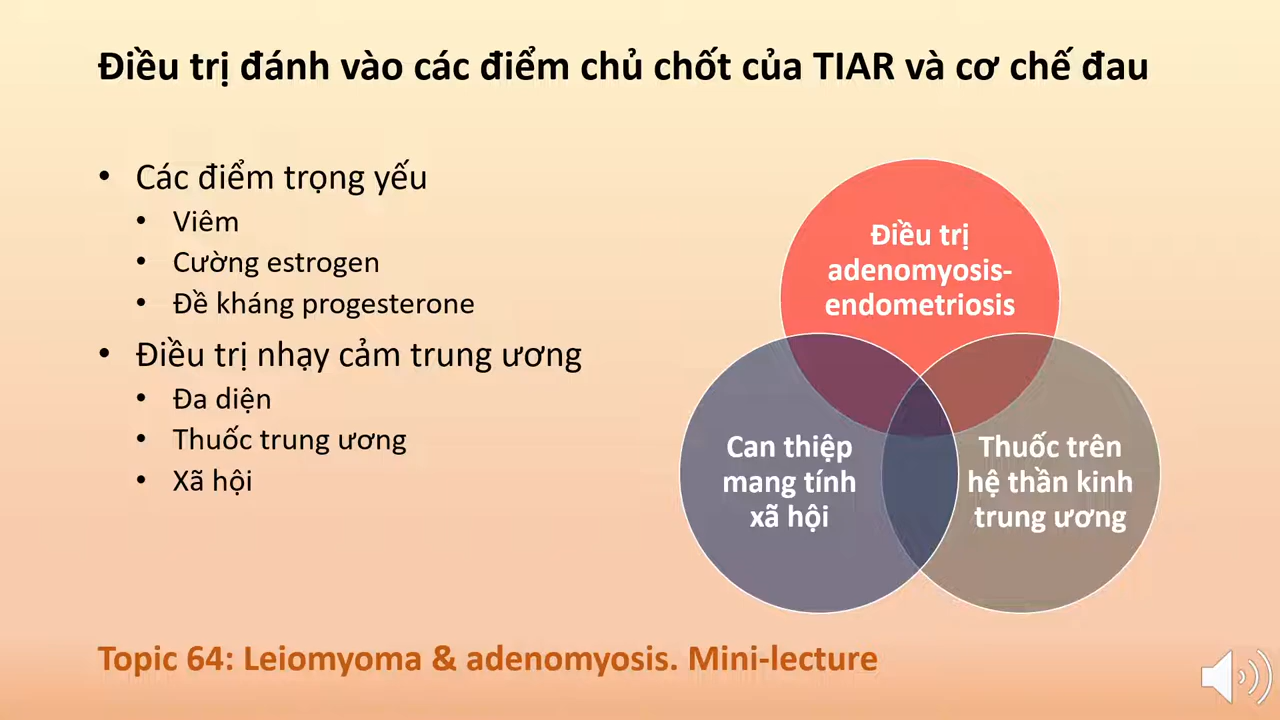 Điều trị đánh vào các điểm chủ chốt của TIAR và cơ chế đau
• Các điểm trọng yếu
• Viêm
• Cường estrogen
• Đề kháng progesterone
• Điều trị nhạy cảm trung ương
• Đa diện
• Thuốc trung ương
• Xã hội
Điều trị
adenomyosis-
endometriosis
Can thiệp
mang tính
xã hội
Thuốc trên
hệ thần kinh
trung ương
Topic 64: Leiomyoma & adenomyosis. Mini-lecture